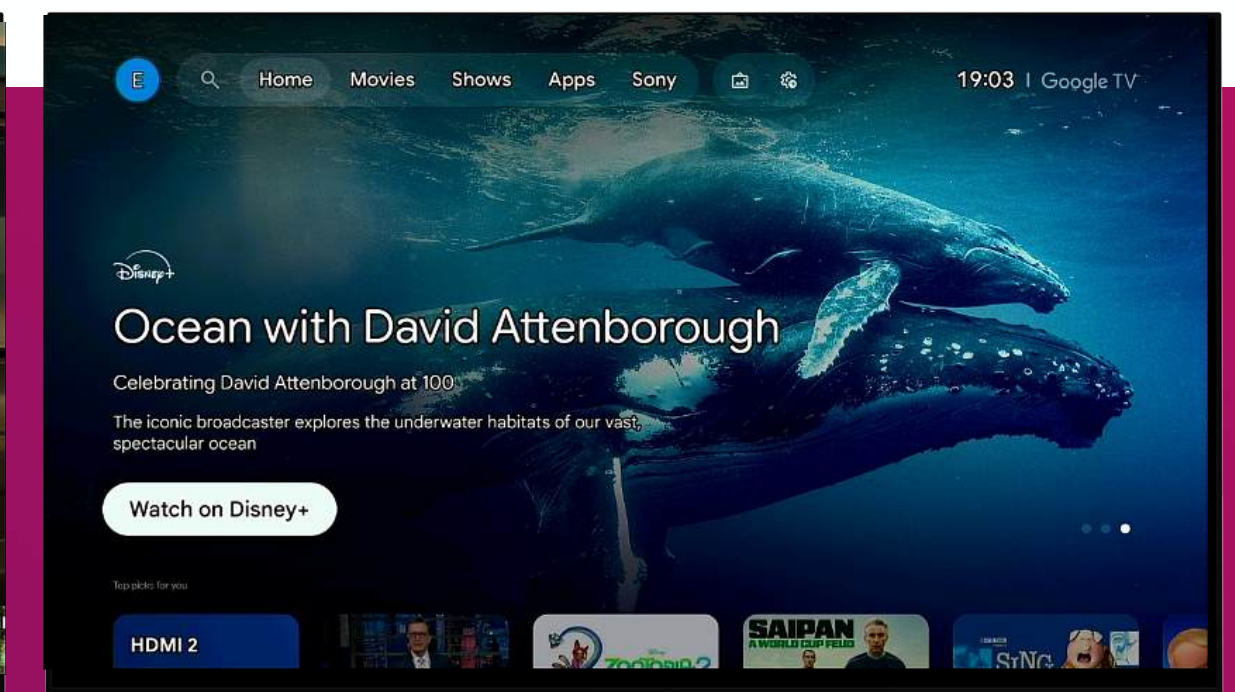 E
Home
Movies
Shows
Apps
Sony
19:03 | Google TV
Disney+
Ocean with David Attenborough
Celebrating David Attenborough at 100
The iconic broadcaster explores the underwater habitats of our vast,
spectacular ocean
Watch on Disney+
Top picks for you
HDMI 2
Disney
ZOOTOPIA 2
SAIPAN
A WORLD CUP FEUD
SING